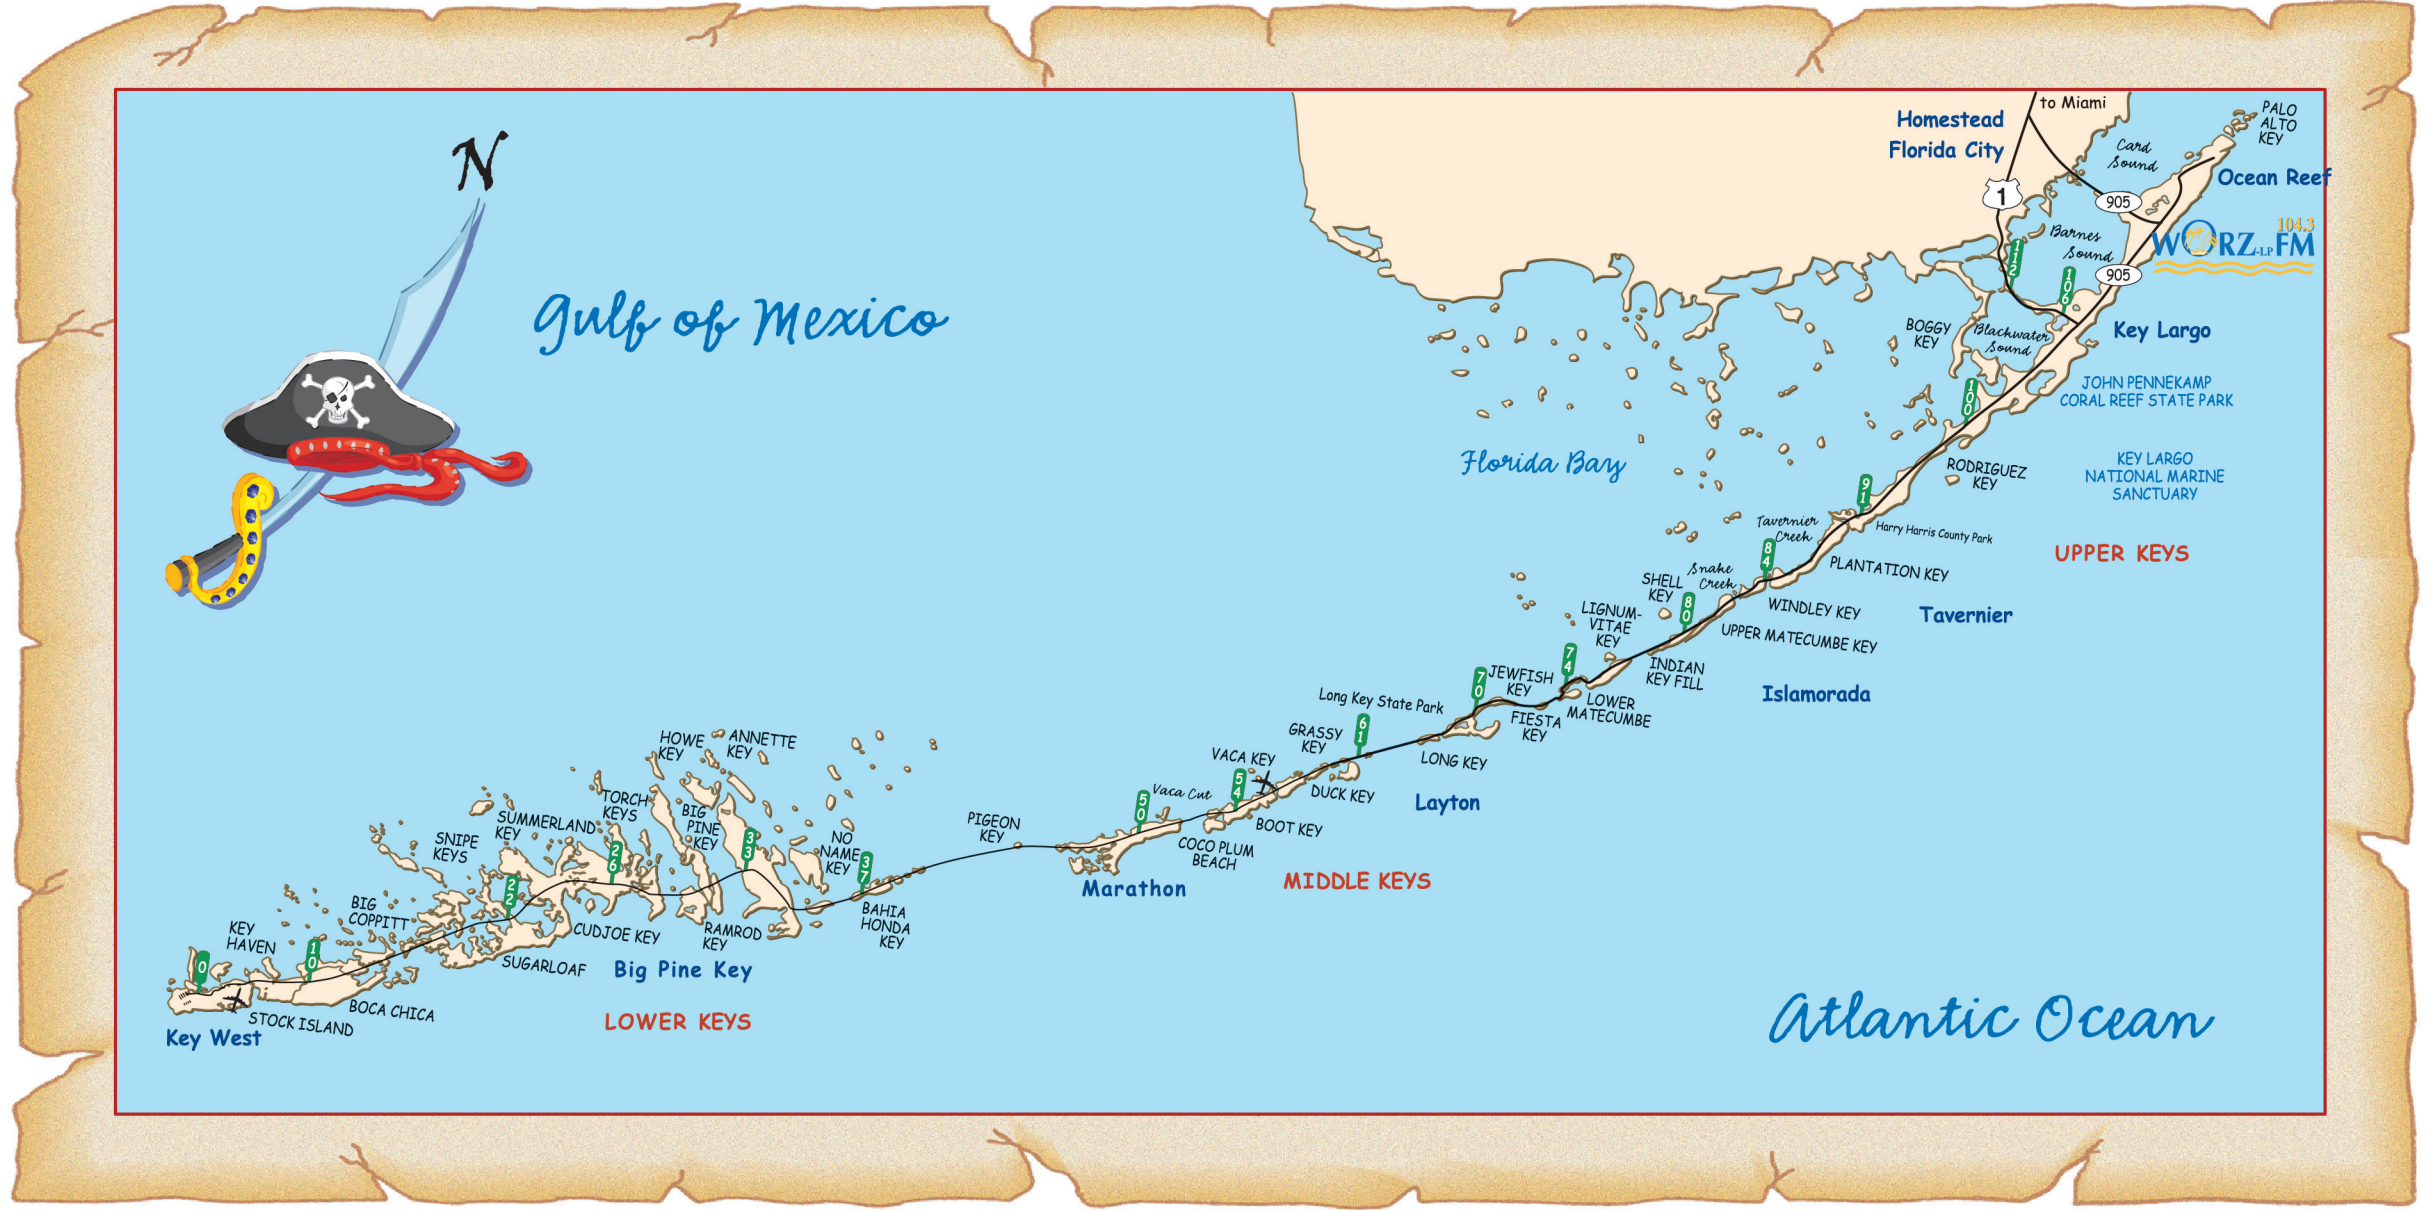 N
Gulf of Mexico
to Miami
Homestead
Florida City
1
Card
Sound
PALO
ALTO
KEY
Ocean Reef
905
104.3
WORZ-LP FM
Barnes
Sound
905
112
106
BOGGY
KEY
Blackwater
Sound
Key Largo
JOHN PENNEKAMP
CORAL REEF STATE PARK
100
Florida Bay
RODRIGUEZ
KEY
KEY LARGO
NATIONAL MARINE
SANCTUARY
91
Harry Harris County Park
Tavernier
Creek
UPPER KEYS
84
PLANTATION KEY
Snake
Creek
SHELL
KEY
80
WINDLEY KEY
Tavernier
LIGNUM-
VITAE
KEY
UPPER MATECUMBE KEY
74
INDIAN
KEY FILL
Islamorada
JEWFISH
KEY
70
LOWER
MATECUMBE
FIESTA
KEY
Long Key State Park
61
GRASSY
KEY
LONG KEY
VACA KEY
54
DUCK KEY
Layton
Vaca Cut
50
BOOT KEY
COCO PLUM
BEACH
MIDDLE KEYS
Marathon
PIGEON
KEY
HOWE
KEY
ANNETTE
KEY
TORCH
KEYS
BIG
PINE
KEY
33
NO
NAME
KEY
37
BAHIA
HONDA
KEY
SUMMERLAND
KEY
26
SNIPE
KEYS
22
CUDJOE KEY
RAMROD
KEY
BIG
COPPITT
SUGARLOAF
Big Pine Key
KEY
HAVEN
10
0
BOCA CHICA
STOCK ISLAND
Key West
LOWER KEYS
Atlantic Ocean